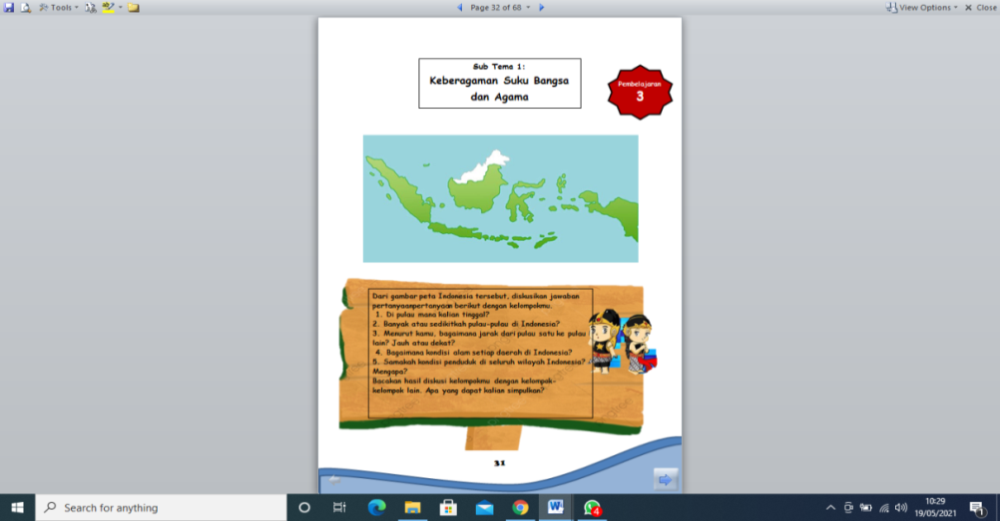 Tools
Page 32 of 68
View Options
Close
Sub Tema 1:
Keberagaman Suku Bangsa
dan Agama
Pembelajaran
3
Dari gambar peta Indonesia tersebut, diskusikan jawaban
pertanyaanpertanyaan berikut dengan kelompokmu.
1. Di pulau mana kalian tinggal?
2. Banyak atau sedikitkah pulau-pulau di Indonesia?
3. Menurut kamu, bagaimana jarak dari pulau satu ke pulau
lain? Jauh atau dekat?
4. Bagaimana kondisi alam setiap daerah di Indonesia?
5. Samakah kondisi penduduk di seluruh wilayah Indonesia?
Mengapa?
Bacakan hasil diskusi kelompokmu dengan kelompok-
kelompok lain. Apa yang dapat kalian simpulkan?
31
Search for anything
4
10:29
19/05/2021
1